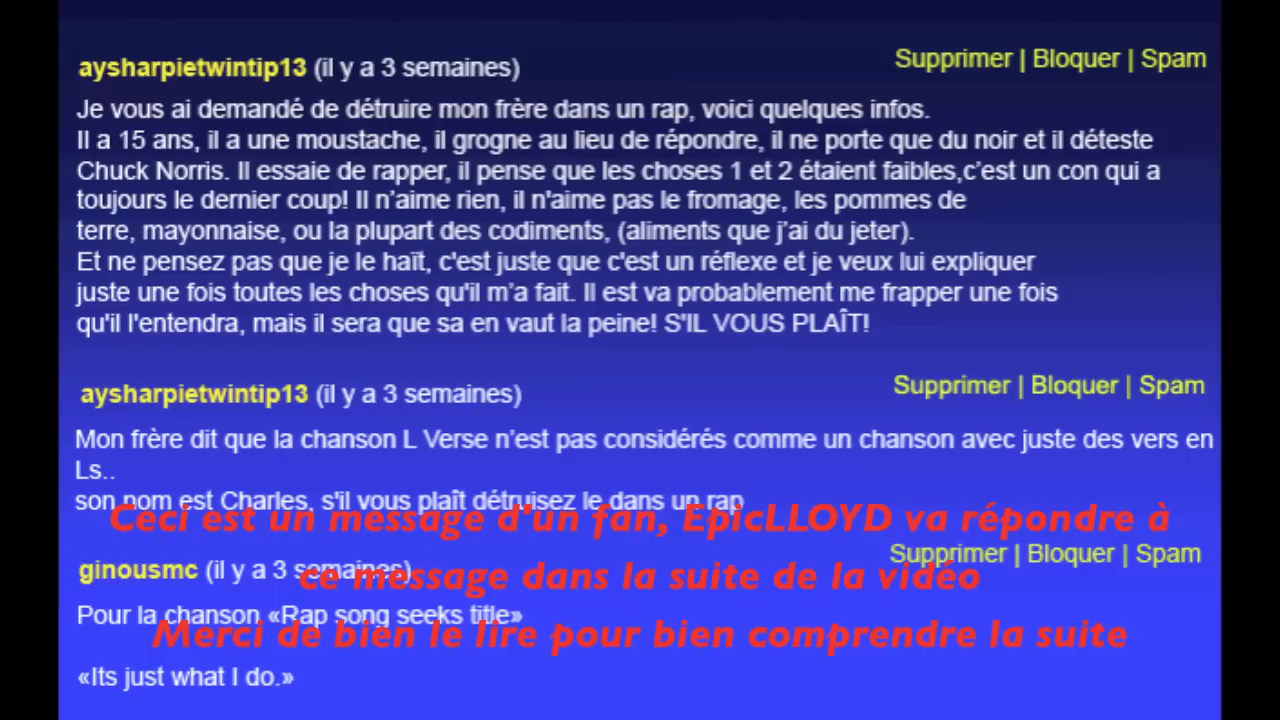 aysharpietwintip13 (il y a 3 semaines)
Supprimer | Bloquer | Spam
Je vous ai demandé de détruire mon frère dans un rap, voici quelques infos.
Il a 15 ans, il a une moustache, il grogne au lieu de répondre, il ne porte que du noir et il déteste
Chuck Norris. Il essaie de rapper, il pense que les choses 1 et 2 étaient faibles,c'est un con qui a
toujours le dernier coup! Il n'aime rien, il n'aime pas le fromage, les pommes de
terre, mayonnaise, ou la plupart des codiments, (aliments que j'ai du jeter).
Et ne pensez pas que je le haït, c'est juste que c'est un réflexe et je veux lui expliquer
juste une fois toutes les choses qu'il m'a fait. Il est va probablement me frapper une fois
qu'il l'entendra, mais il sera que sa en vaut la peine! S'IL VOUS PLAÎT!
aysharpietwintip13 (il y a 3 semaines)
Supprimer | Bloquer | Spam
Mon frère dit que la chanson L Verse n'est pas considérés comme un chanson avec juste des vers en
Ls..
son nom est Charles, s'il vous plaît détruisez le dans un rap
Ceci est un message d'un fan, EpicLLOYD va répondre à
Supprimer | Bloquer | Spam
ginousmc (il y a 3 semaines)
ce message dans la suite de la vidéo
Pour la chanson «Rap song seeks title»
Merci de bien le lire pour bien comprendre la suite
«Its just what I do.»